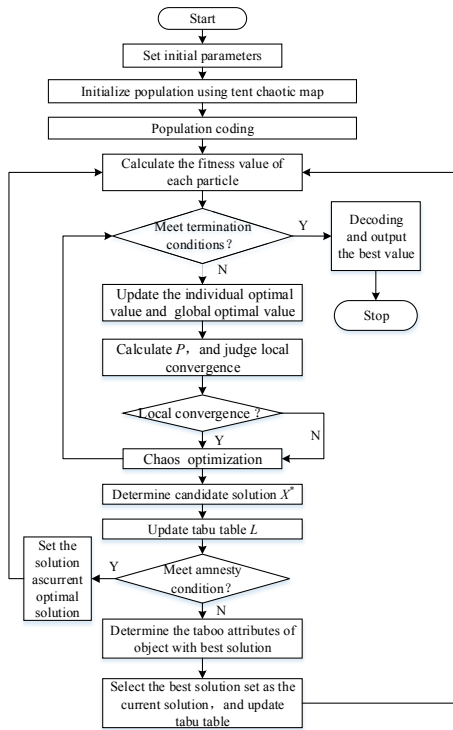 Start
Set initial parameters
Initialize population using tent chaotic map
Population coding
Calculate the fitness value of
each particle
Meet termination
conditions？
Y
Decoding
and output
the best value
Stop
N
Update the individual optimal
value and global optimal value
Calculate P，and judge local
convergence
Local convergence？
N
Y
Chaos optimization
Determine candidate solution X*
Update tabu table L
Meet amnesty
condition？
Y
Set the
solution
ascurrent
optimal
solution
N
Determine the taboo attributes of
object with best solution
Select the best solution set as the
current solution，and update
tabu table